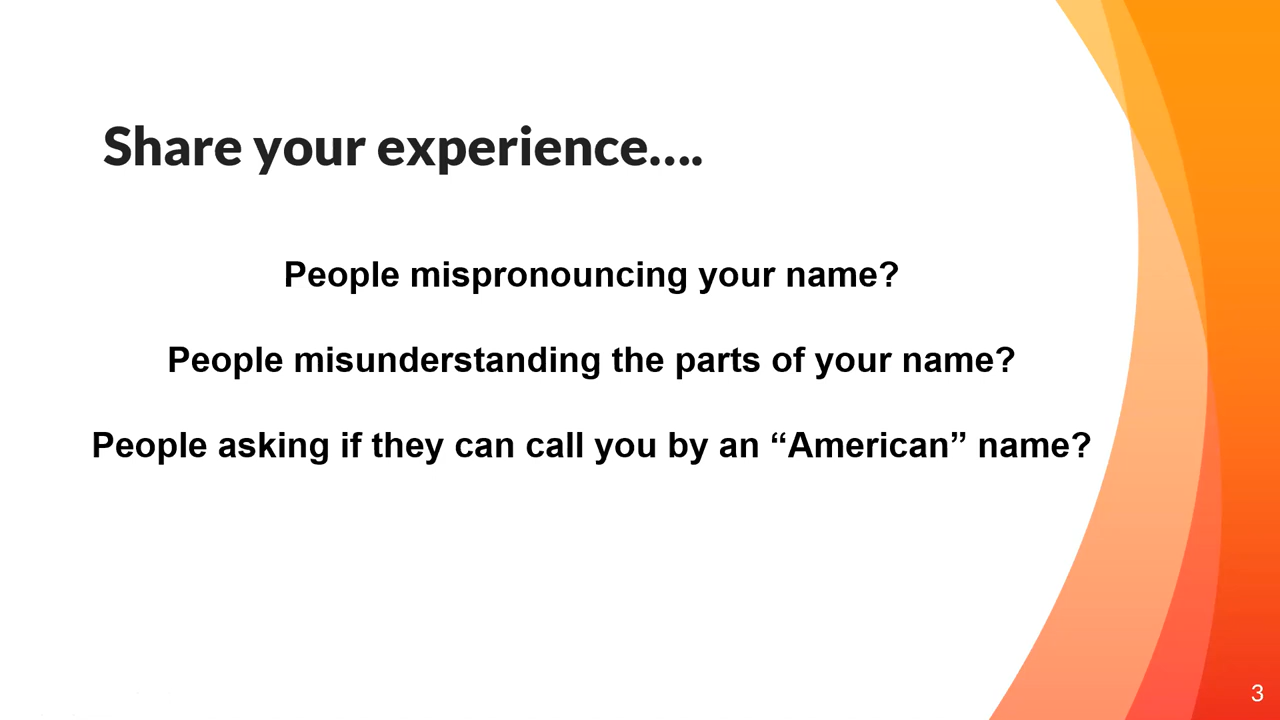 Share your experience....
People mispronouncing your name?
People misunderstanding the parts of your name?
People asking if they can call you by an “American” name?
3